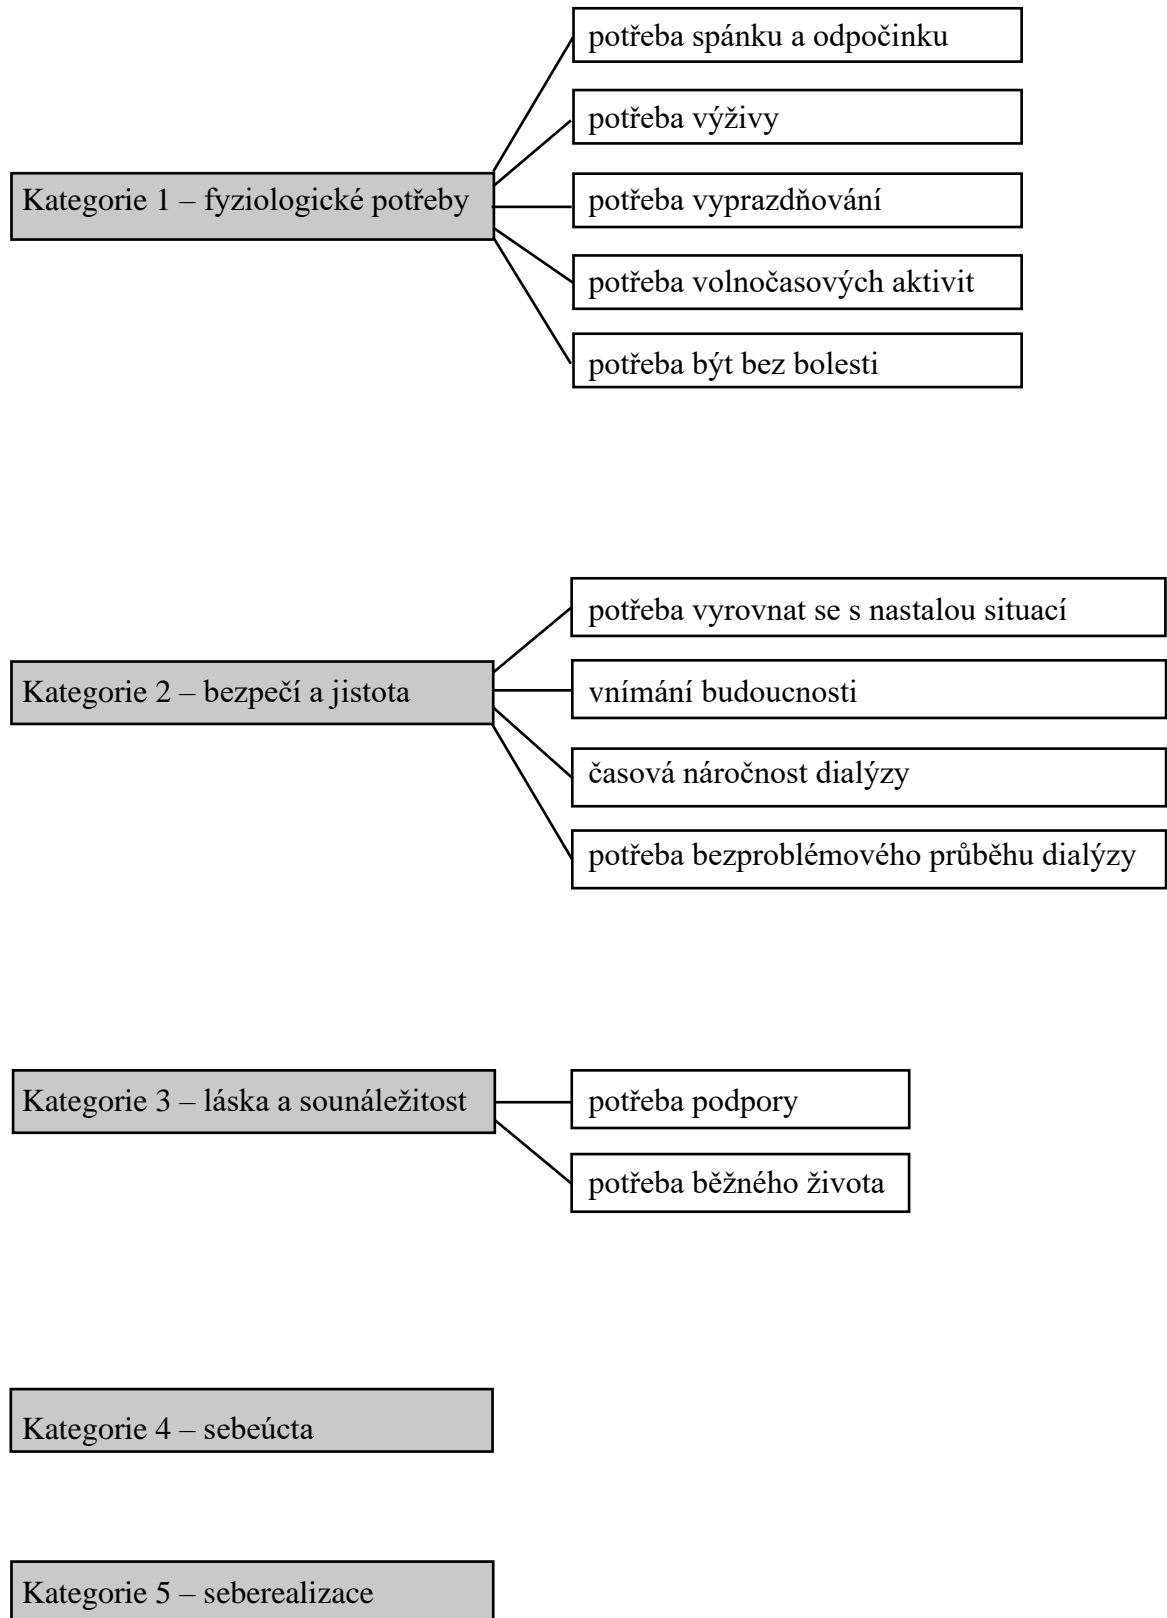 Kategorie 1 – fyziologické potřeby
potřeba spánku a odpočinku
potřeba výživy
potřeba vyprazdňování
potřeba volnočasových aktivit
potřeba být bez bolesti
Kategorie 2 – bezpečí a jistota
potřeba vyrovnat se s nastalou situací
vnímání budoucnosti
časová náročnost dialýzy
potřeba bezproblémového průběhu dialýzy
Kategorie 3 – láska a sounáležitost
potřeba podpory
potřeba běžného života
Kategorie 4 – sebeúcta
Kategorie 5 – seberealizace